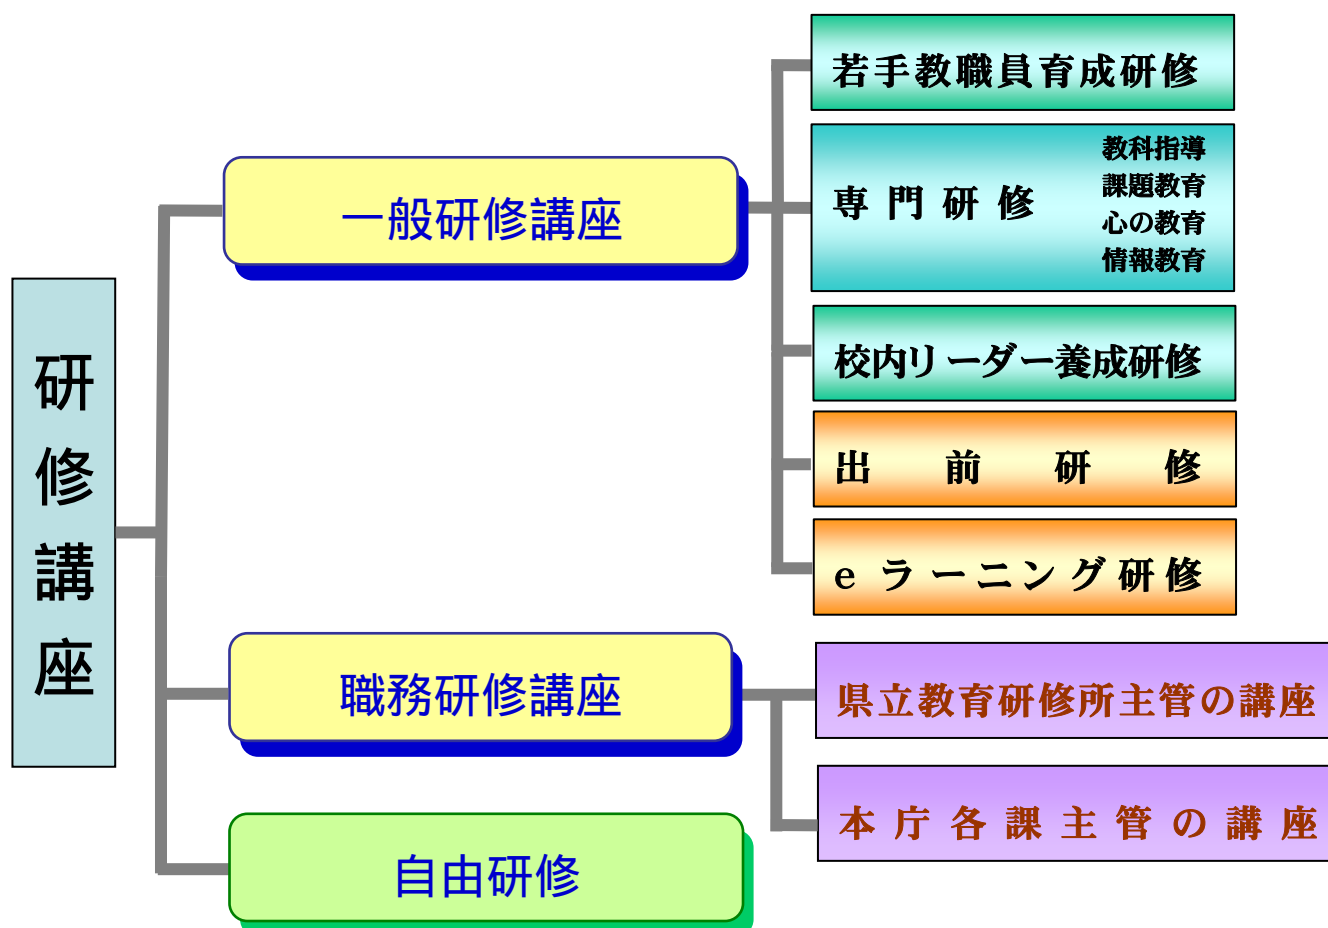 研修講座
一般研修講座
若手教職員育成研修
専門研修
教科指導
課題教育
心の教育
情報教育
校内リーダー養成研修
出前研修
eラーニング研修
職務研修講座
県立教育研修所主管の講座
本庁各課主管の講座
自由研修